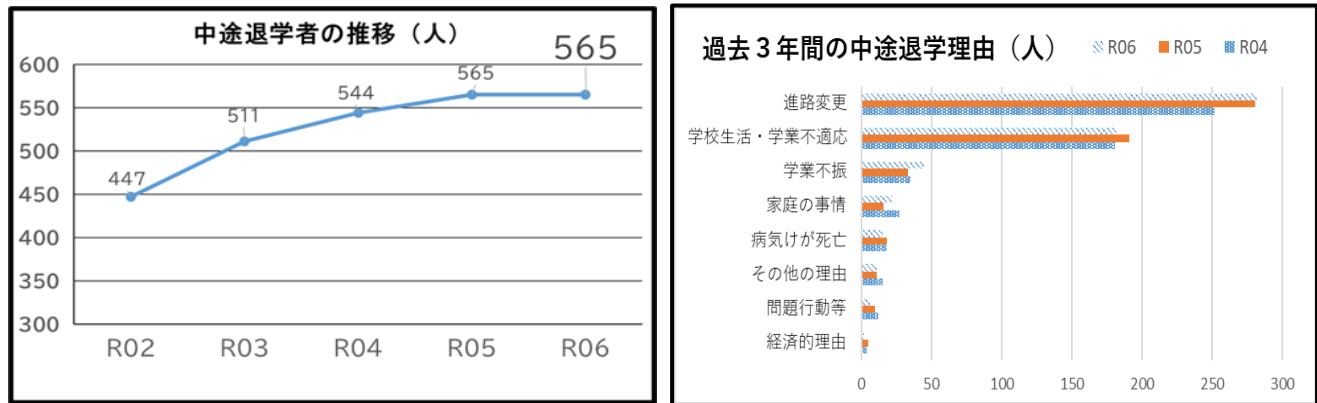 中途退学者の推移（人）
565
600
550
500
450
400
350
300
447
511
544
565
R02
R03
R04
R05
R06
過去３年間の中途退学理由（人）
R06
R05
R04
進路変更
学校生活・学業不適応
学業不振
家庭の事情
病気けが死亡
その他の理由
問題行動等
経済的理由
0
50
100
150
200
250
300